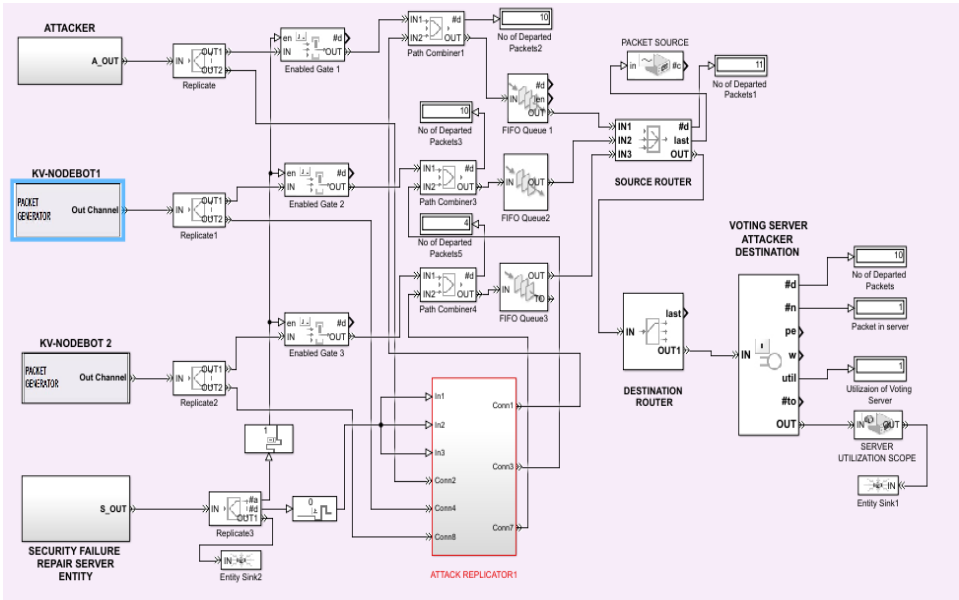 ATTACKER
A_OUT
IN
OUT1
OUT2
Replicate
en
#d
IN
OUT
Enabled Gate 1
IN1
#d
IN2
OUT
Path Combiner1
10
No of Departed
Packets2
PACKET SOURCE
in
#c
11
No of Departed
Packets1
#d
len
IN
OUT
FIFO Queue 1
10
No of Departed
Packets3
IN1
#d
IN2
last
IN3
OUT
SOURCE ROUTER
KV-NODEBOT1
PACKET
GENERATOR
Out Channel
IN
OUT1
OUT2
Replicate1
en
#d
IN
OUT
Enabled Gate 2
IN1
#d
IN2
OUT
Path Combiner3
IN
OUT
FIFO Queue2
4
No of Departed
Packets5
IN1
#d
IN2
OUT
Path Combiner4
OUT
IN
TO
FIFO Queue3
VOTING SERVER
ATTACKER
DESTINATION
#d
#n
pe
IN
w
util
#to
OUT
10
No of Departed
Packets
1
Packet in server
1
Utilizaion of Voting
Server
IN
OUT
SERVER
UTILIZATION SCOPE
IN
Entity Sink1
last
IN
OUT1
DESTINATION
ROUTER
KV-NODEBOT 2
PACKET
GENERATOR
Out Channel
IN
OUT1
OUT2
Replicate2
en
#d
IN
OUT
Enabled Gate 3
1
In1
In2
In3
Conn2
Conn4
Conn8
Conn1
Conn3
Conn7
ATTACK REPLICATOR1
S_OUT
SECURITY FAILURE
REPAIR SERVER
ENTITY
#a
IN
#d
OUT1
Replicate3
0
IN
Entity Sink2